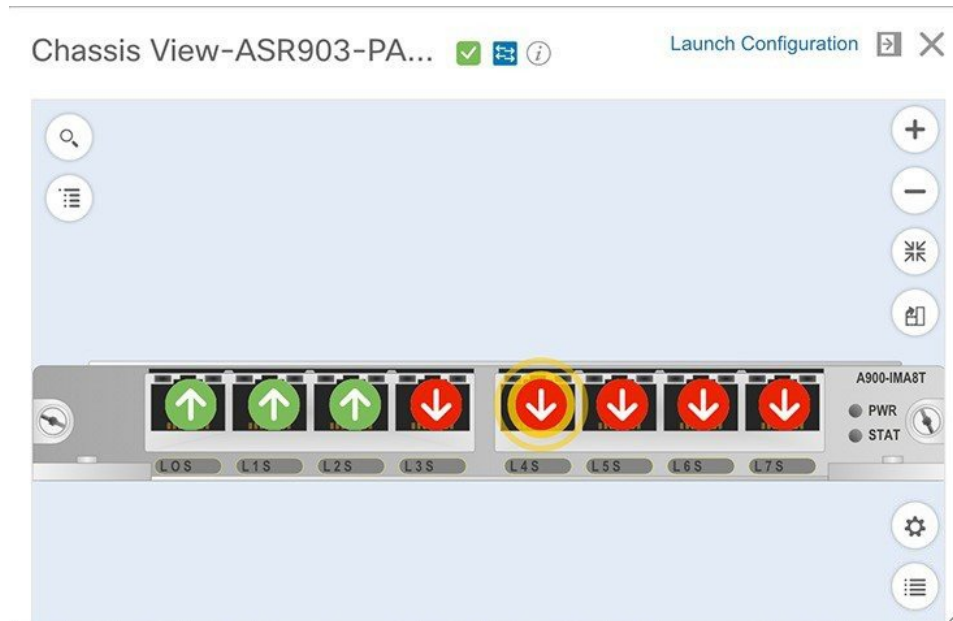 Chassis View-ASR903-PA...
Launch Configuration
A900-IMA8T
PWR
STAT
L0S L1S L2S L3S L4S L5S L6S L7S